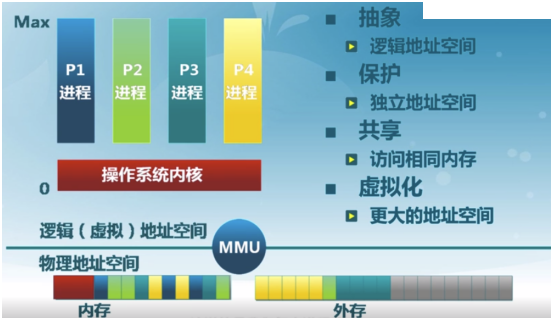 Max
P1
进程
P2
进程
P3
进程
P4
进程
操作系统内核
0
逻辑（虚拟）地址空间
MMU
物理地址空间
内存
外存
抽象
逻辑地址空间
保护
独立地址空间
共享
访问相同内存
虚拟化
更大的地址空间